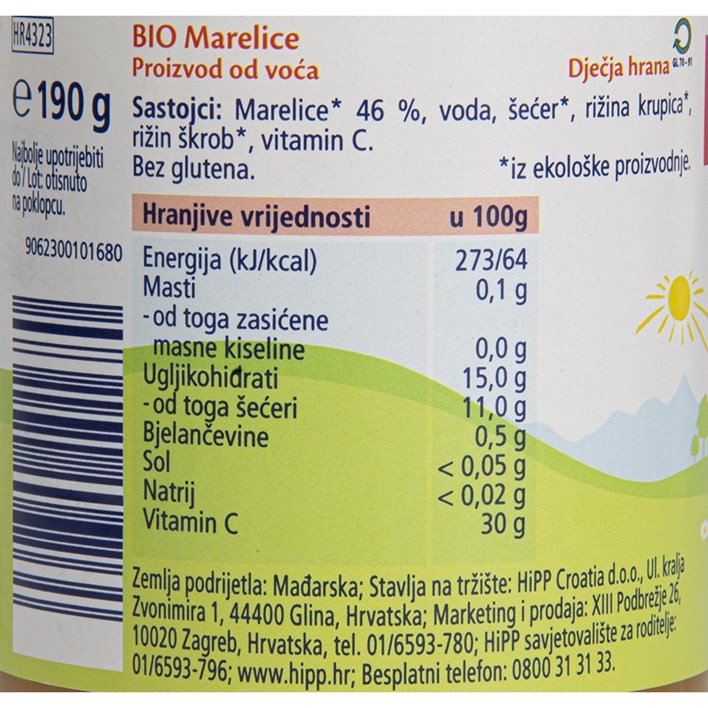 HR4323
BIO Marelice
Proizvod od voća
Dječja hrana
GL 70-91
e 190 g
Sastojci: Marelice* 46 %, voda, šećer*, rižina krupica*,
rižin škrob*, vitamin C.
Bez glutena.
*iz ekološke proizvodnje.
Najbolje upotrijebiti
do / Lot: otisnuto
na poklopcu.
9062300101680
Hranjive vrijednosti u 100g
Energija (kJ/kcal) 273/64
Masti 0,1 g
- od toga zasićene
masne kiseline 0,0 g
Ugljikohidrati 15,0 g
- od toga šećeri 11,0 g
Bjelančevine 0,5 g
Sol < 0,05 g
Natrij < 0,02 g
Vitamin C 30 g
Zemlja podrijetla: Mađarska; Stavlja na tržište: HiPP Croatia d.o.o., Ul. kralja
Zvonimira 1, 44400 Glina, Hrvatska; Marketing i prodaja: XIII Podbrežje 26,
10020 Zagreb, Hrvatska, tel. 01/6593-780; HiPP savjetovalište za roditelje:
01/6593-796; www.hipp.hr; Besplatni telefon: 0800 31 31 33.